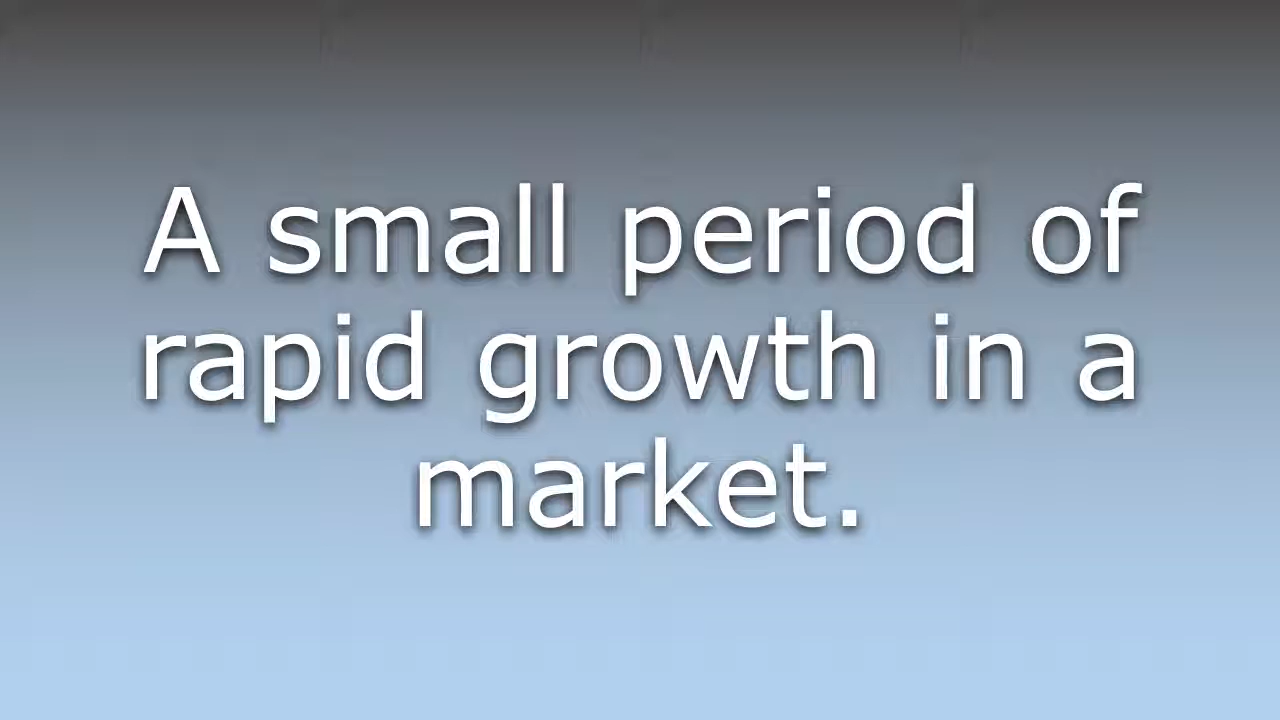 A small period of
rapid growth in a
market.